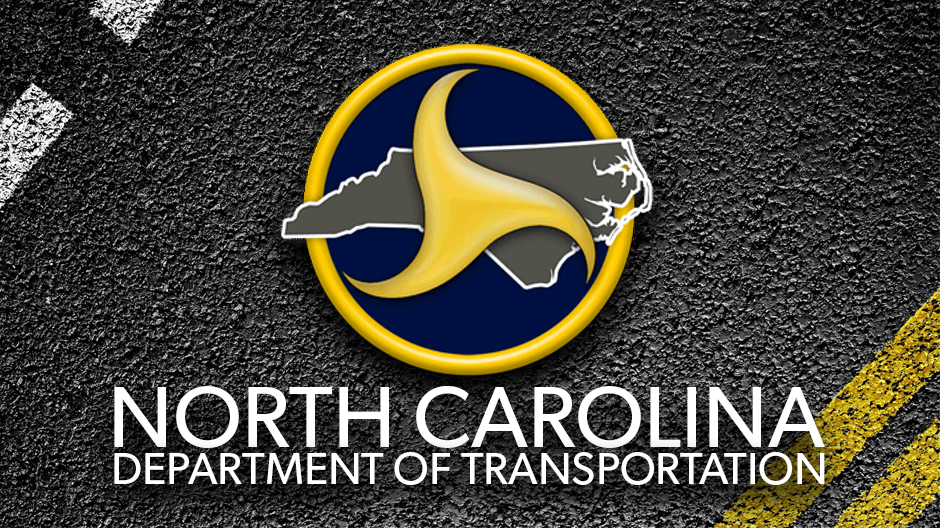 NORTH CAROLINA
DEPARTMENT OF TRANSPORTATION